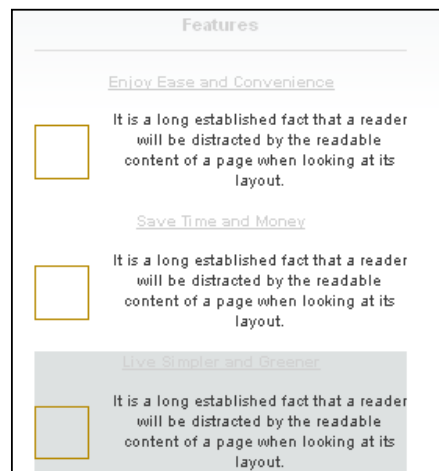 Features
Enjoy Ease and Convenience
It is a long established fact that a reader
will be distracted by the readable
content of a page when looking at its
layout.
Save Time and Money
It is a long established fact that a reader
will be distracted by the readable
content of a page when looking at its
layout.
Live Simpler and Greener
It is a long established fact that a reader
will be distracted by the readable
content of a page when looking at its
layout.